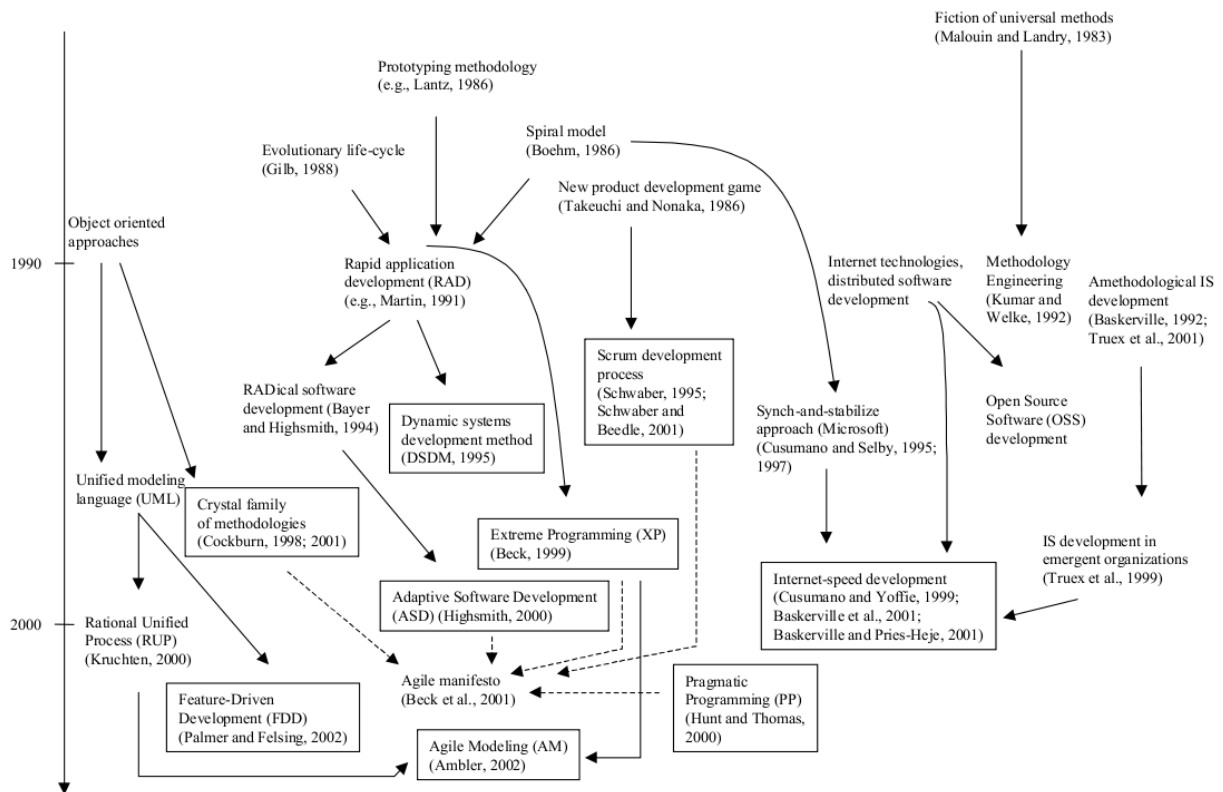 Fiction of universal methods
(Malouin and Landry, 1983)
Prototyping methodology
(e.g., Lantz, 1986)
Spiral model
(Boehm, 1986)
Evolutionary life-cycle
(Gilb, 1988)
New product development game
(Takeuchi and Nonaka, 1986)
Object oriented
approaches
1990
Rapid application
development (RAD)
(e.g., Martin, 1991)
Internet technologies,
distributed software
development
Methodology
Engineering
(Kumar and
Welke, 1992)
Amethodological IS
development
(Baskerville, 1992;
Truex et al., 2001)
Scrum development
process
(Schwaber, 1995;
Schwaber and
Beedle, 2001)
RADical software
development (Bayer
and Highsmith, 1994)
Dynamic systems
development method
(DSDM, 1995)
Synch-and-stabilize
approach (Microsoft)
(Cusumano and Selby, 1995;
1997)
Open Source
Software (OSS)
development
Unified modeling
language (UML)
Crystal family
of methodologies
(Cockburn, 1998; 2001)
Extreme Programming (XP)
(Beck, 1999)
IS development in
emergent organizations
(Truex et al., 1999)
Adaptive Software Development
(ASD) (Highsmith, 2000)
Internet-speed development
(Cusumano and Yoffie, 1999;
Baskerville et al., 2001;
Baskerville and Pries-Heje, 2001)
2000
Rational Unified
Process (RUP)
(Kruchten, 2000)
Agile manifesto
(Beck et al., 2001)
Pragmatic
Programming (PP)
(Hunt and Thomas,
2000)
Feature-Driven
Development (FDD)
(Palmer and Felsing, 2002)
Agile Modeling (AM)
(Ambler, 2002)